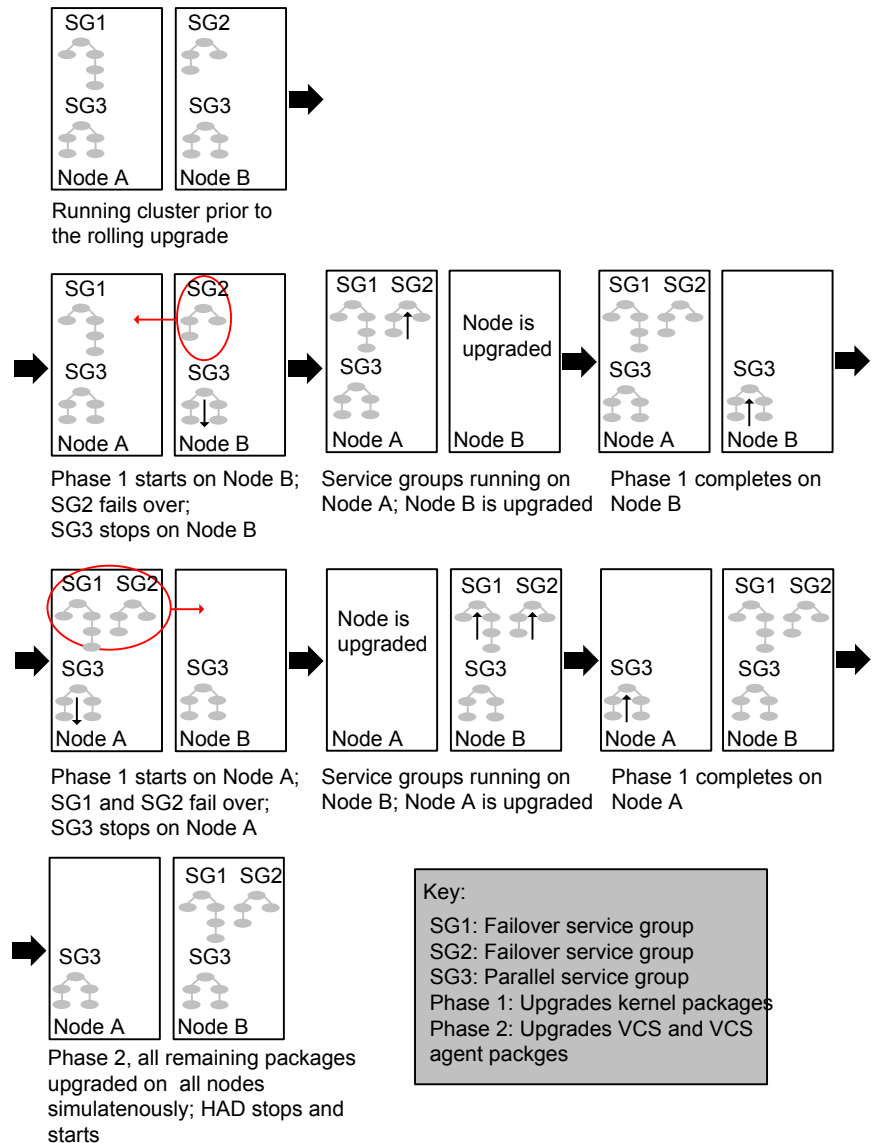 SG1 SG2
SG3 SG3
Node A Node B
Running cluster prior to
the rolling upgrade
SG1 SG2
SG3 SG3
Node A Node B
Phase 1 starts on Node B;
SG2 fails over;
SG3 stops on Node B
SG1 SG2
Node is
upgraded
SG3
Node A Node B
Service groups running on
Node A; Node B is upgraded
SG1 SG2
SG3 SG3
Node A Node B
Phase 1 completes on
Node B
SG1 SG2
SG3 SG3
Node A Node B
Phase 1 starts on Node A;
SG1 and SG2 fail over;
SG3 stops on Node A
Node is
upgraded
SG1 SG2
SG3
Node A Node B
Service groups running on
Node B; Node A is upgraded
SG1 SG2
SG3 SG3
Node A Node B
Phase 1 completes on
Node A
SG1 SG2
SG3 SG3
Node A Node B
Phase 2, all remaining packages
upgraded on all nodes
simulatenously; HAD stops and
starts
Key:
SG1: Failover service group
SG2: Failover service group
SG3: Parallel service group
Phase 1: Upgrades kernel packages
Phase 2: Upgrades VCS and VCS
agent packges